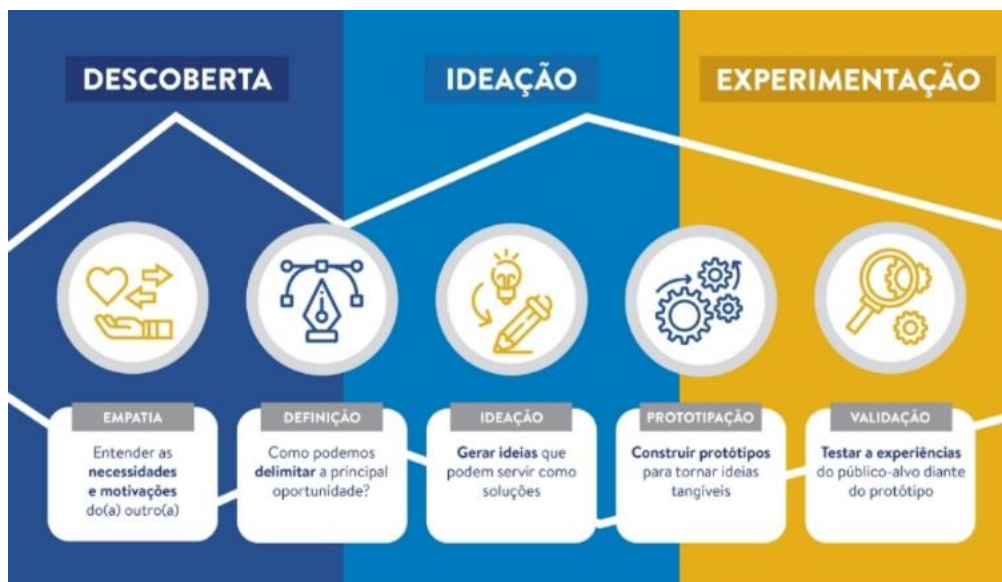 DESCOBERTA
IDEAÇÃO
EXPERIMENTAÇÃO
EMPATIA
Entender as
necessidades
e motivações
do(a) outro(a)
DEFINIÇÃO
Como podemos
delimitar a principal
oportunidade?
IDEAÇÃO
Gerar ideias que
podem servir como
soluções
PROTOTIPAÇÃO
Construir protótipos
para tornar ideias
tangíveis
VALIDAÇÃO
Testar a experiências
do público-alvo diante
do protótipo